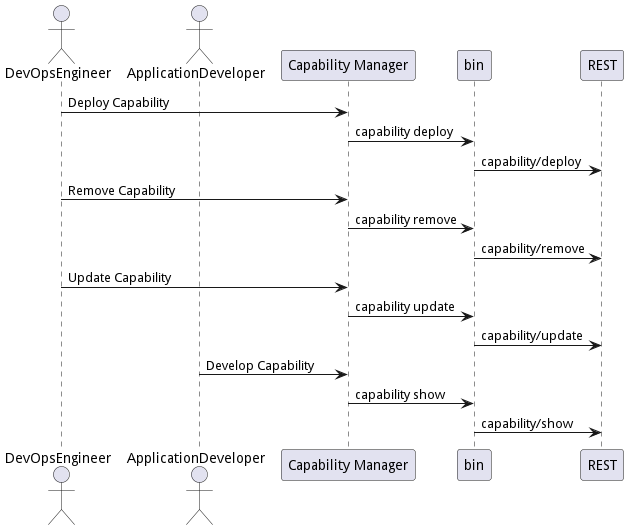 DevOpsEngineer
ApplicationDeveloper
Capability Manager
bin
REST
Deploy Capability
capability deploy
capability/deploy
Remove Capability
capability remove
capability/remove
Update Capability
capability update
capability/update
Develop Capability
capability show
capability/show
DevOpsEngineer
ApplicationDeveloper
Capability Manager
bin
REST